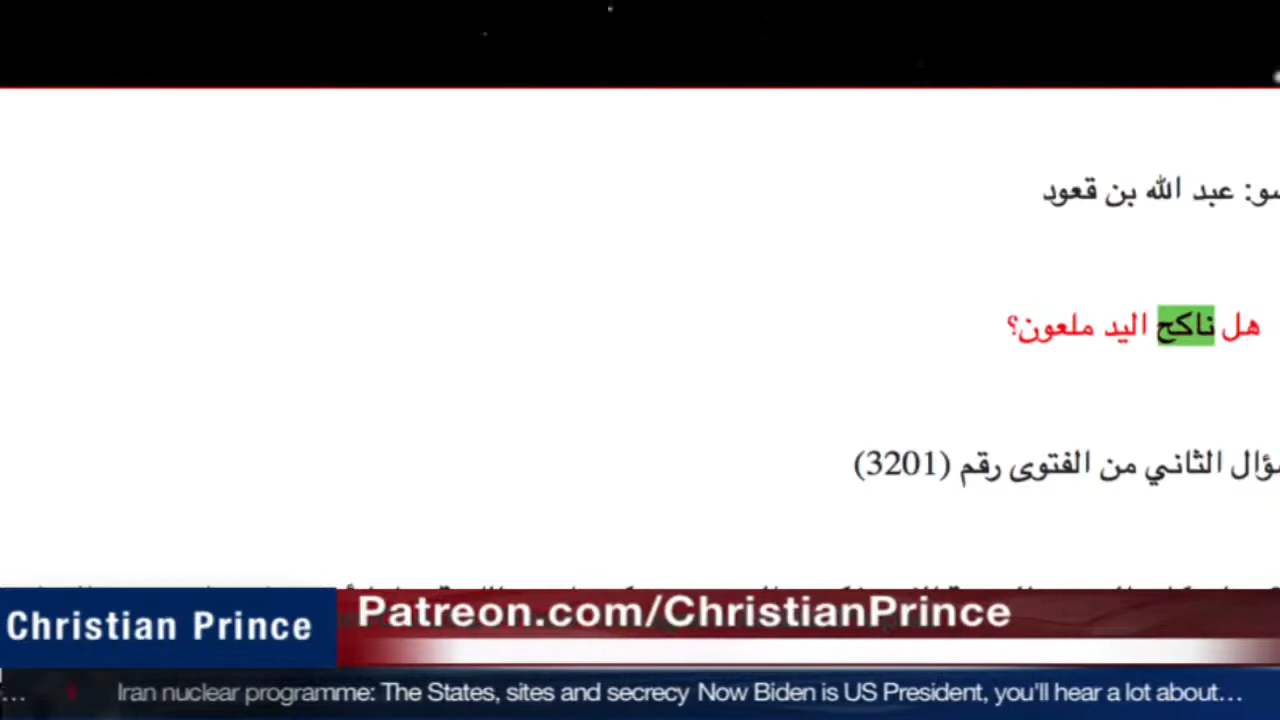 عبد الله بن قعود
هل ناكح اليد ملعون؟
الثاني من الفتوى رقم (3201)
Christian Prince
Patreon.com/ChristianPrince
... Iran nuclear programme: The States, sites and secrecy Now Biden is US President, you'll hear a lot about...